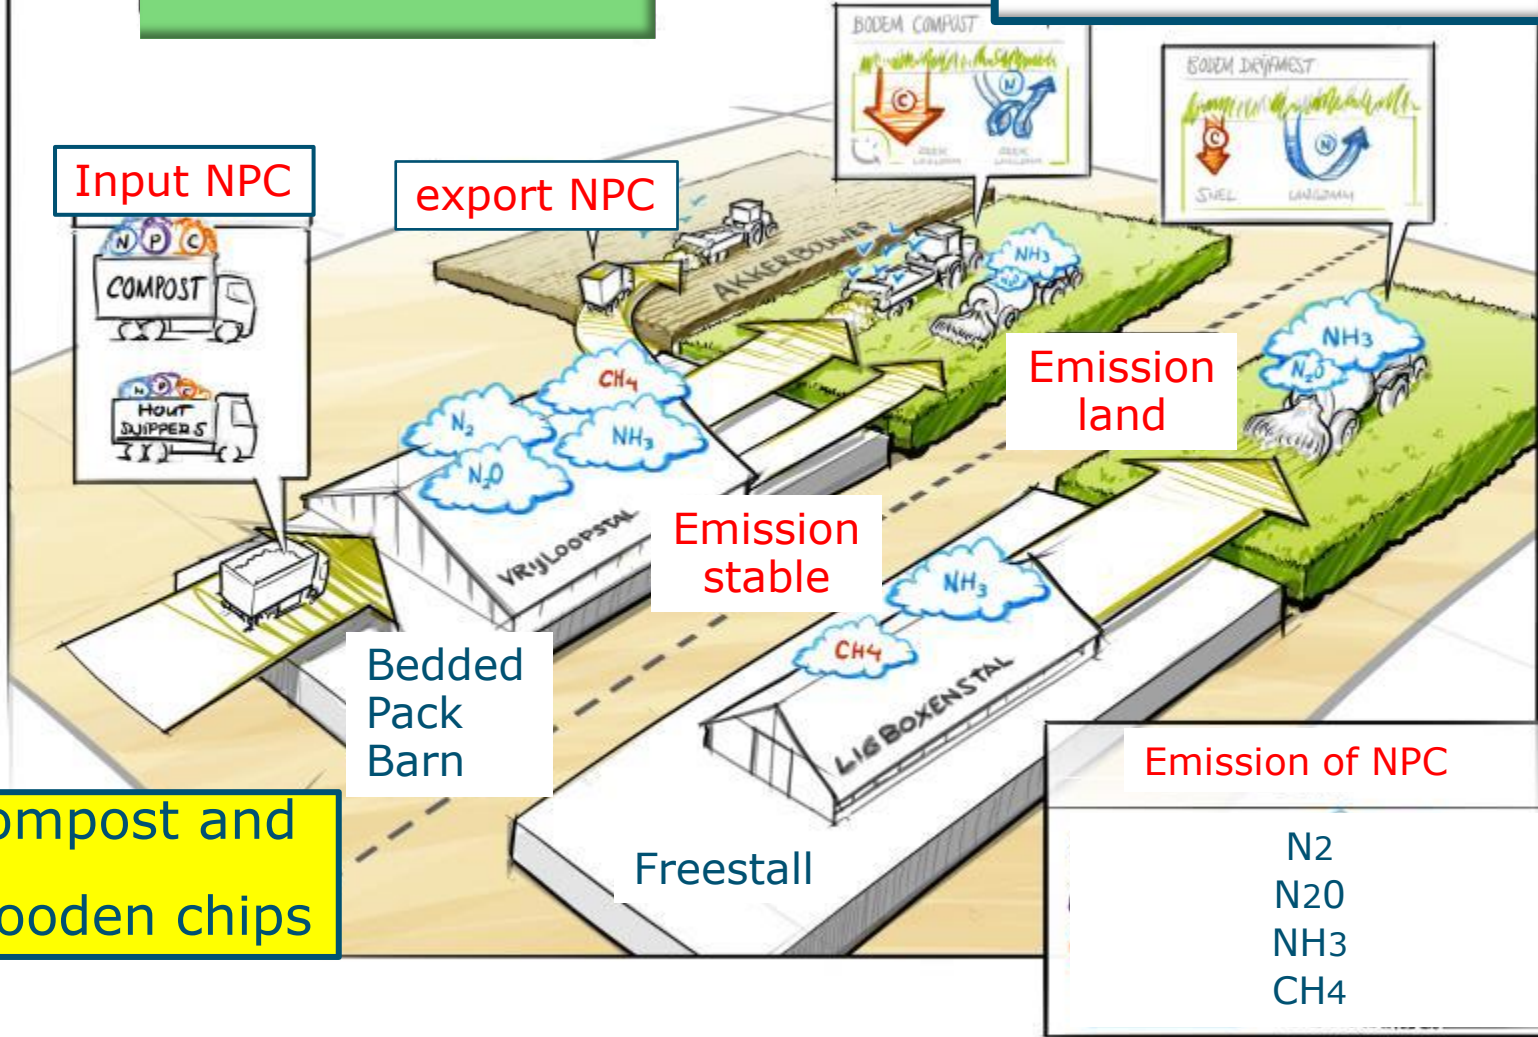 BODEM COMPOST
C
N
BODEM DRIJFMEST
C
N
SNEL
LANGZAAM
Input NPC
export NPC
N P C
COMPOST
N P C
HOUT
SNIPPERS
AKKERBOUWER
NH3
N2O
CH4
N2
NH3
N2O
VRIJLOOPSTAL
Emission
land
NH3
N2O
Emission
stable
NH3
CH4
LIGBOXENSTAL
Bedded
Pack
Barn
Freestall
ompost and
ooden chips
Emission of NPC
N2
N20
NH3
CH4